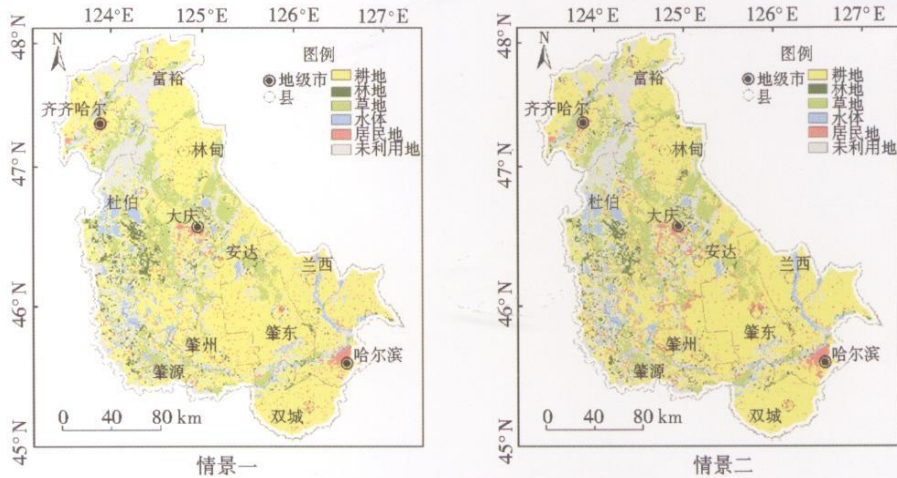 124°E 125°E 126°E 127°E
48°N
47°N
46°N
45°N
图例
地级市
县
耕地
林地
草地
水体
居民地
未利用地
富裕
齐齐哈尔
林甸
杜伯
大庆
安达
兰西
肇东
肇州
肇源
哈尔滨
双城
0 40 80 km
情景一
124°E 125°E 126°E 127°E
48°N
47°N
46°N
45°N
图例
地级市
县
耕地
林地
草地
水体
居民地
未利用地
富裕
齐齐哈尔
林甸
杜伯
大庆
安达
兰西
肇东
肇州
肇源
哈尔滨
双城
0 40 80 km
情景二
N
N